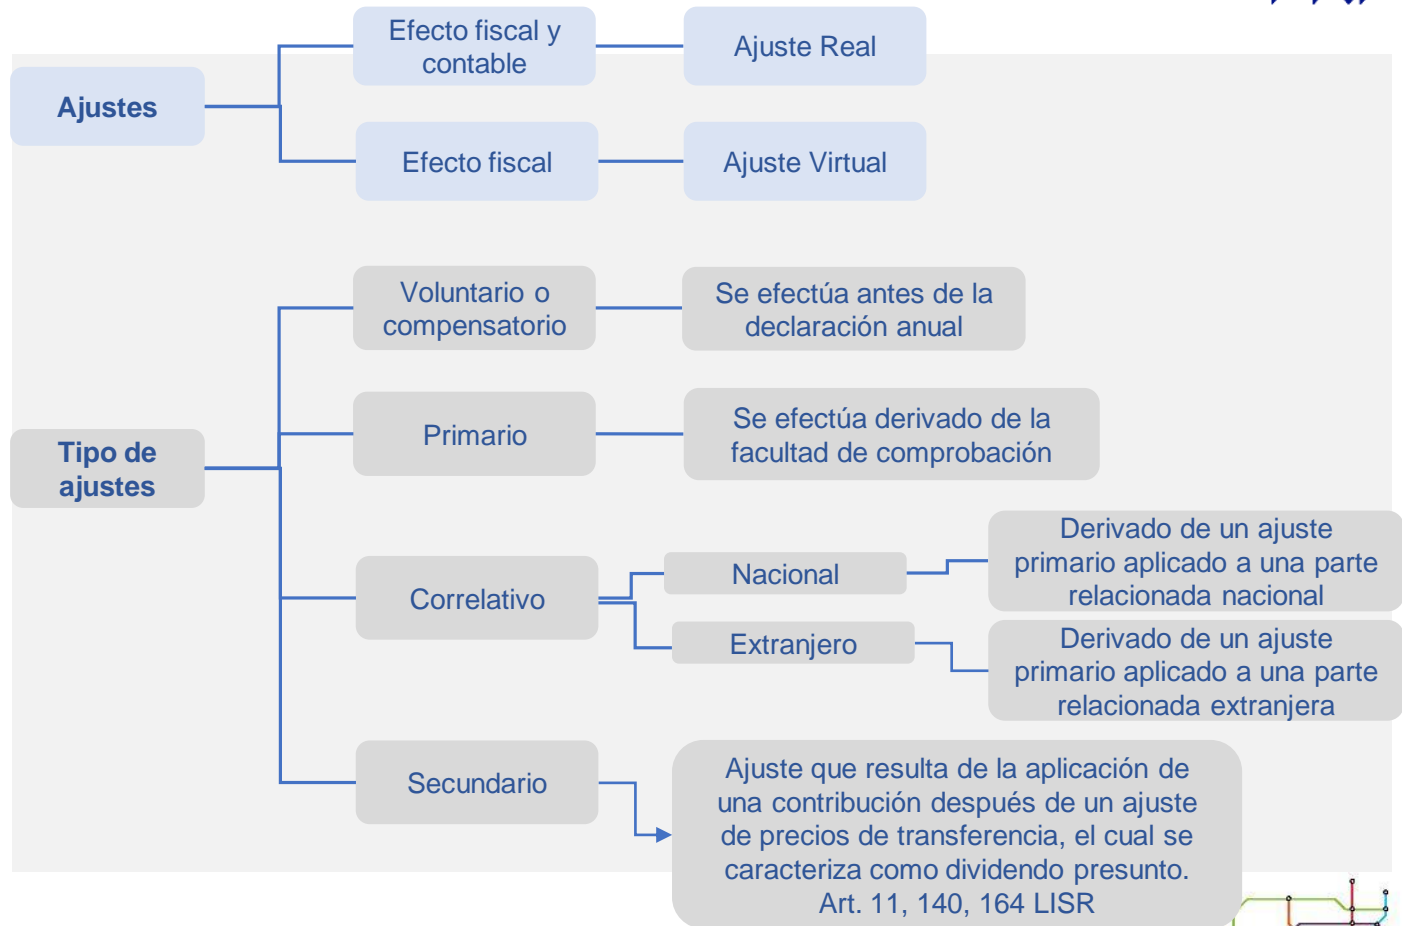 Ajustes
Efecto fiscal y
contable
Ajuste Real
Efecto fiscal
Ajuste Virtual
Tipo de
ajustes
Voluntario o
compensatorio
Se efectúa antes de la
declaración anual
Primario
Se efectúa derivado de la
facultad de comprobación
Correlativo
Nacional
Derivado de un ajuste
primario aplicado a una parte
relacionada nacional
Extranjero
Derivado de un ajuste
primario aplicado a una parte
relacionada extranjera
Secundario
Ajuste que resulta de la aplicación de
una contribución después de un ajuste
de precios de transferencia, el cual se
caracteriza como dividendo presunto.
Art. 11, 140, 164 LISR